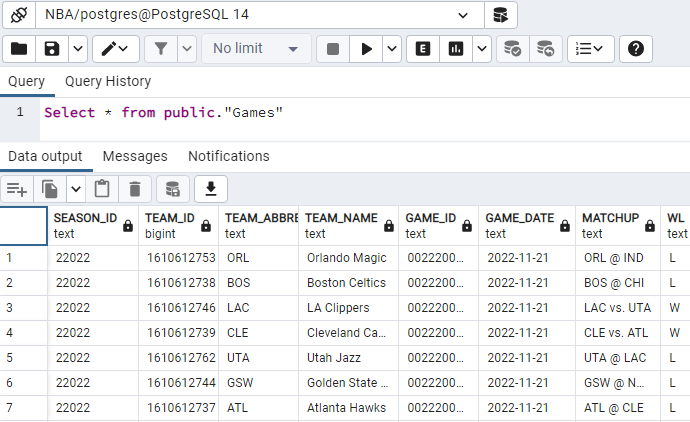 NBA/postgres@PostgreSQL 14
No limit
E
Query Query History
1 Select * from public."Games"
Data output Messages Notifications
SEASON_ID TEAM_ID TEAM_ABBRE TEAM_NAME GAME_ID GAME_DATE MATCHUP WL
text bigint text text text text text text
1 22022 1610612753 ORL Orlando Magic 0022200... 2022-11-21 ORL @ IND L
2 22022 1610612738 BOS Boston Celtics 0022200... 2022-11-21 BOS @ CHI L
3 22022 1610612746 LAC LA Clippers 0022200... 2022-11-21 LAC vs. UTA W
4 22022 1610612739 CLE Cleveland Ca... 0022200... 2022-11-21 CLE vs. ATL W
5 22022 1610612762 UTA Utah Jazz 0022200... 2022-11-21 UTA @ LAC L
6 22022 1610612744 GSW Golden State ... 0022200... 2022-11-21 GSW @ N... L
7 22022 1610612737 ATL Atlanta Hawks 0022200... 2022-11-21 ATL @ CLE L